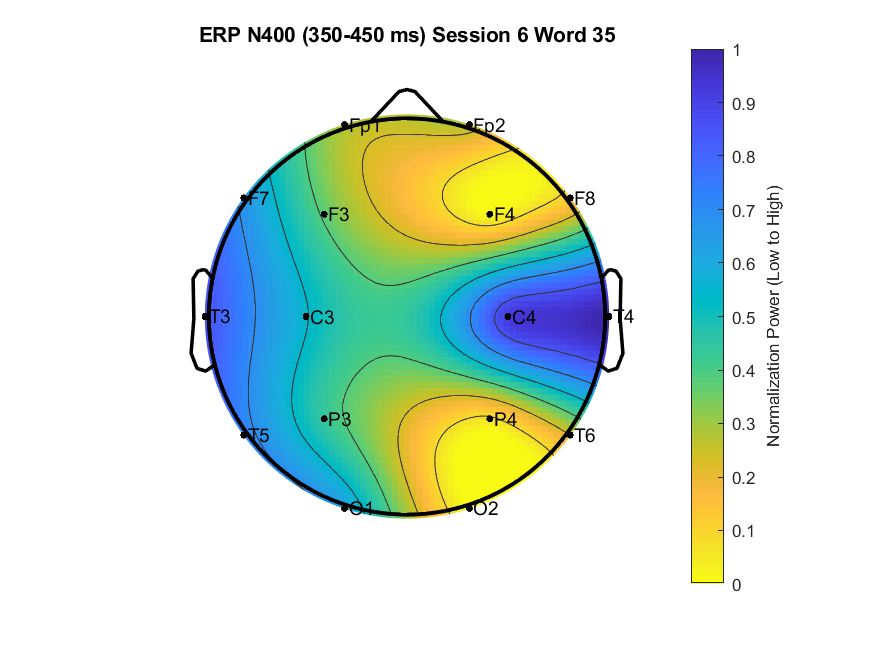 ERP N400 (350-450 ms) Session 6 Word 35
Fp1 Fp2
F7 F8
F3 F4
T3 C3 C4 T4
P3 P4
T5 T6
O1 O2
1
0.9
0.8
0.7
0.6
0.5
0.4
0.3
0.2
0.1
0
Normalization Power (Low to High)